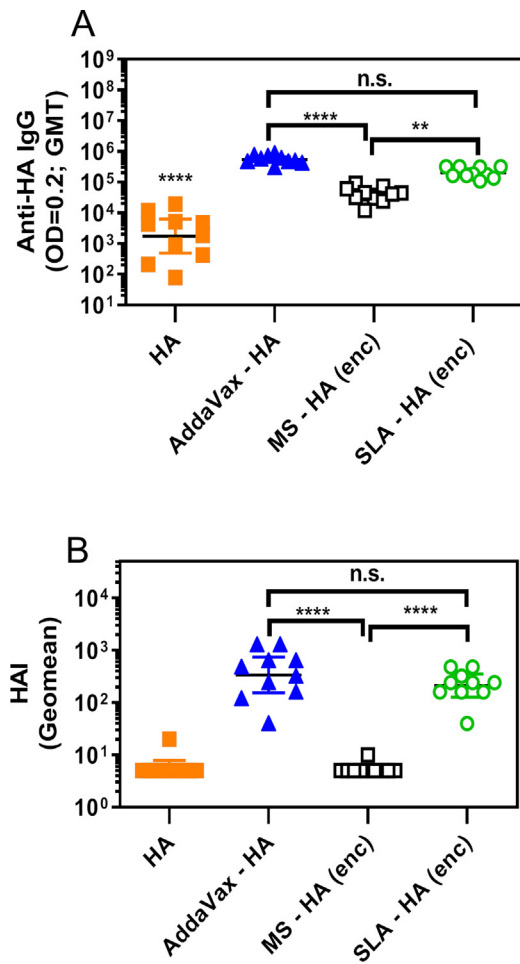 A
n.s.
****
**
****
Anti-HA IgG
(OD=0.2; GMT)
10⁹
10⁸
10⁷
10⁶
10⁵
10⁴
10³
10²
10¹
HA
AddaVax - HA
MS - HA (enc)
SLA - HA (enc)
B
n.s.
****
****
HAI
(Geomean)
10⁴
10³
10²
10¹
10⁰
HA
AddaVax - HA
MS - HA (enc)
SLA - HA (enc)